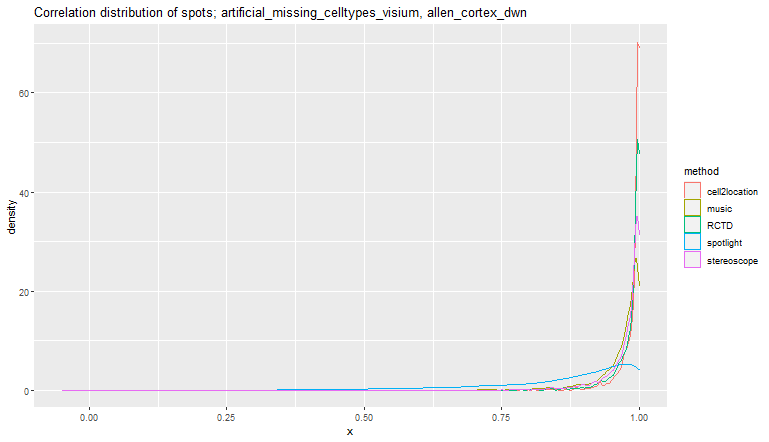 Correlation distribution of spots; artificial_missing_celltypes_visium, allen_cortex_dwn
60
40
20
0
density
0.00
0.25
0.50
0.75
1.00
x
method
cell2location
music
RCTD
spotlight
stereoscope